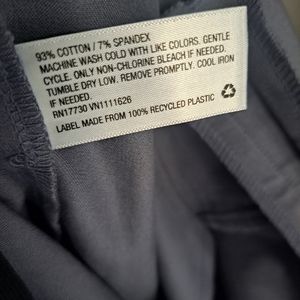 93% COTTON / 7% SPANDEX
MACHINE WASH COLD WITH LIKE COLORS. GENTLE
CYCLE. ONLY NON-CHLORINE BLEACH IF NEEDED.
TUMBLE DRY LOW. REMOVE PROMPTLY. COOL IRON
IF NEEDED.
RN17730 VN1111626
LABEL MADE FROM 100% RECYCLED PLASTIC